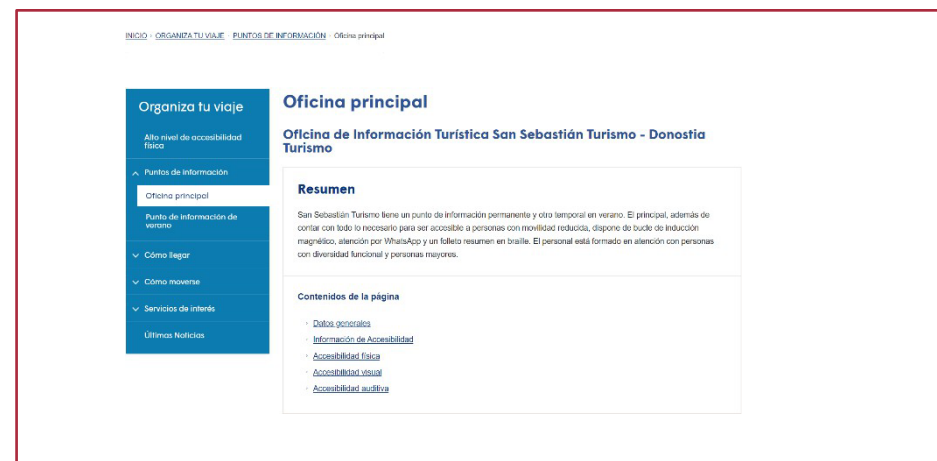 INICIO › ORGANIZA TU VIAJE › PUNTOS DE INFORMACIÓN › Oficina principal
Organiza tu viaje
Alto nivel de accesibilidad
física
Puntos de información
Oficina principal
Punto de información de
verano
Cómo llegar
Cómo moverse
Servicios de interés
Últimas Noticias
Oficina principal
Oficina de Información Turística San Sebastián Turismo - Donostia
Turismo
Resumen
San Sebastián Turismo tiene un punto de información permanente y otro temporal en verano. El principal, además de
contar con todo lo necesario para ser accesible a personas con movilidad reducida, dispone de bucle de inducción
magnético, atención por WhatsApp y un folleto resumen en braille. El personal está formado en atención con personas
con diversidad funcional y personas mayores.
Contenidos de la página
Datos generales
Información de Accesibilidad
Accesibilidad física
Accesibilidad visual
Accesibilidad auditiva